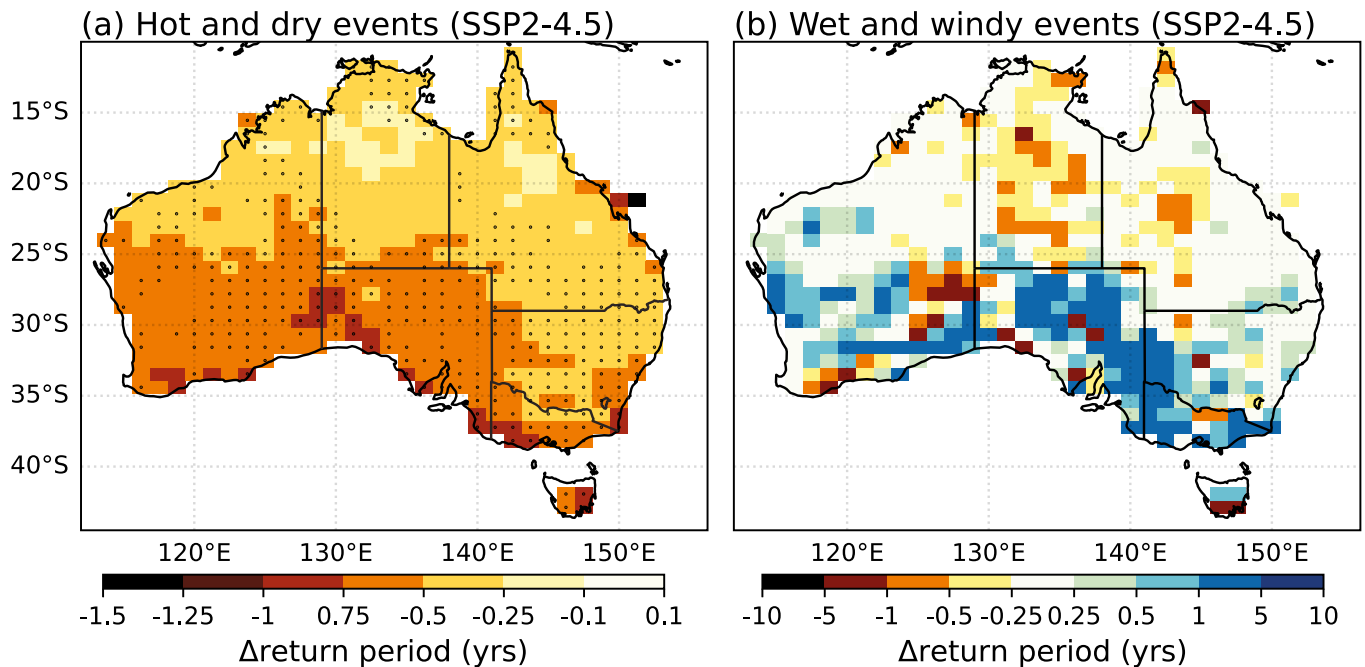 (a) Hot and dry events (SSP2-4.5)
Wet and windy events (SSP2-4.5)
15°S
20°S
25°S
30°S
35°S
40°S
120°E 130°E 140°E 150°E
120°E 130°E 140°E 150°E
-1.5 -1.25 -1 0.75 -0.5 -0.25 -0.1 0.1
-10 -5 -1 -0.5 -0.25 0.25 0.5 1 5 10
Δreturn period (yrs)
Δreturn period (yrs)